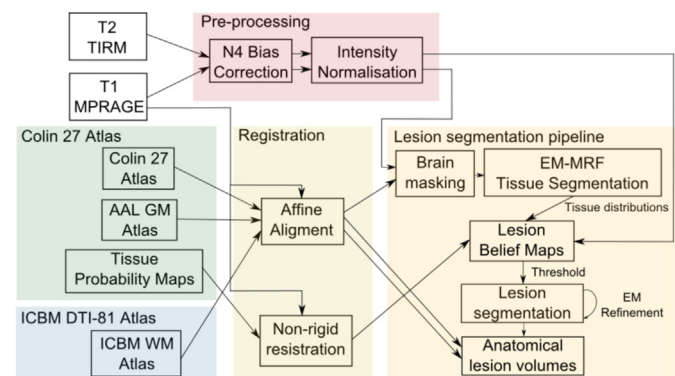 T2
TIRM
T1
MPRAGE
Pre-processing
N4 Bias
Correction
Intensity
Normalisation
Colin 27 Atlas
Colin 27
Atlas
AAL GM
Atlas
Tissue
Probability Maps
ICBM DTI-81 Atlas
ICBM WM
Atlas
Registration
Affine
Aligment
Non-rigid
resistration
Lesion segmentation pipeline
Brain
masking
EM-MRF
Tissue Segmentation
Tissue distributions
Lesion
Belief Maps
Threshold
Lesion
segmentation
EM
Refinement
Anatomical
lesion volumes